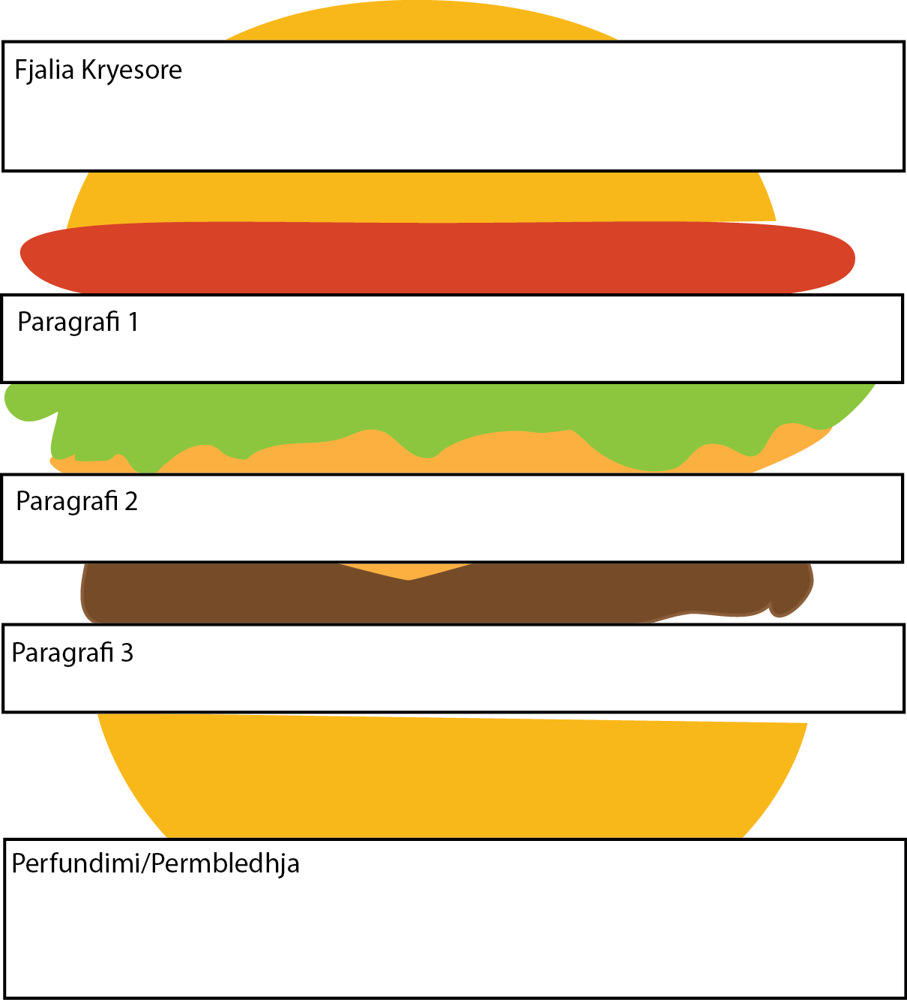 Fjalia Kryesore
Paragrafi 1
Paragrafi 2
Paragrafi 3
Perfundimi/Permbledhja